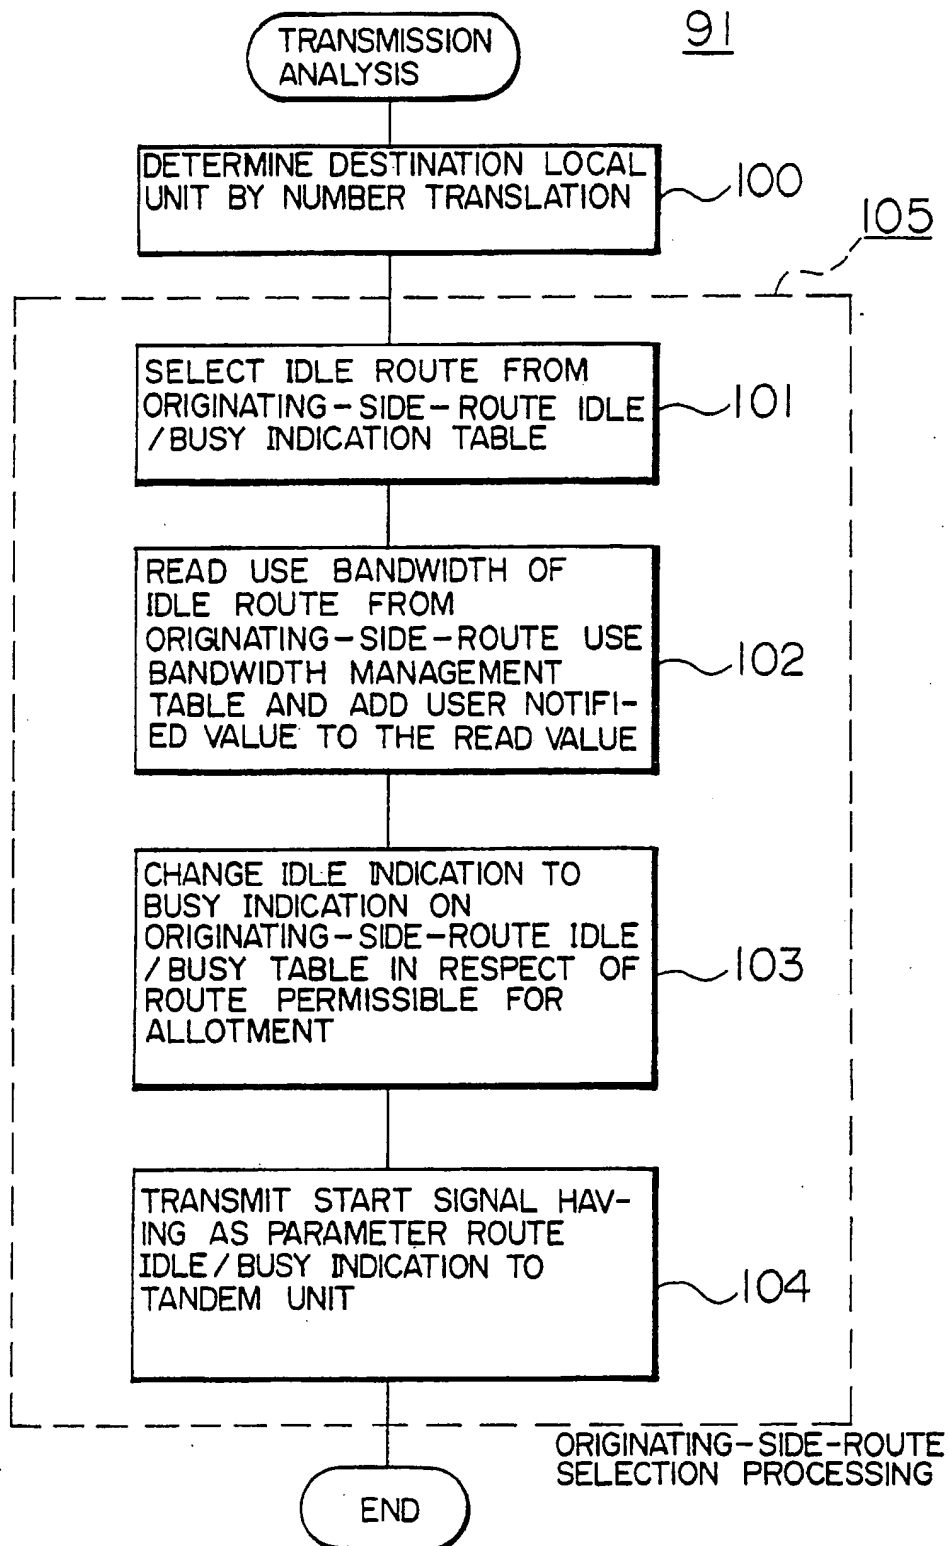 91
TRANSMISSION
ANALYSIS
DETERMINE DESTINATION LOCAL
UNIT BY NUMBER TRANSLATION
100
105
SELECT IDLE ROUTE FROM
ORIGINATING-SIDE-ROUTE IDLE
/BUSY INDICATION TABLE
101
READ USE BANDWIDTH OF
IDLE ROUTE FROM
ORIGINATING-SIDE-ROUTE USE
BANDWIDTH MANAGEMENT
TABLE AND ADD USER NOTIFI-
ED VALUE TO THE READ VALUE
102
CHANGE IDLE INDICATION TO
BUSY INDICATION ON
ORIGINATING-SIDE-ROUTE IDLE
/BUSY TABLE IN RESPECT OF
ROUTE PERMISSIBLE FOR
ALLOTMENT
103
TRANSMIT START SIGNAL HAV-
ING AS PARAMETER ROUTE
IDLE/BUSY INDICATION TO
TANDEM UNIT
104
ORIGINATING-SIDE-ROUTE
SELECTION PROCESSING
END